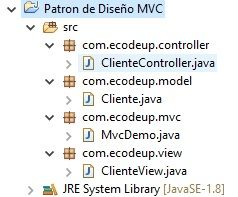 Patron de Diseño MVC
src
com.ecodeup.controller
ClienteController.java
com.ecodeup.model
Cliente.java
com.ecodeup.mvc
MvcDemo.java
com.ecodeup.view
ClienteView.java
JRE System Library [JavaSE-1.8]